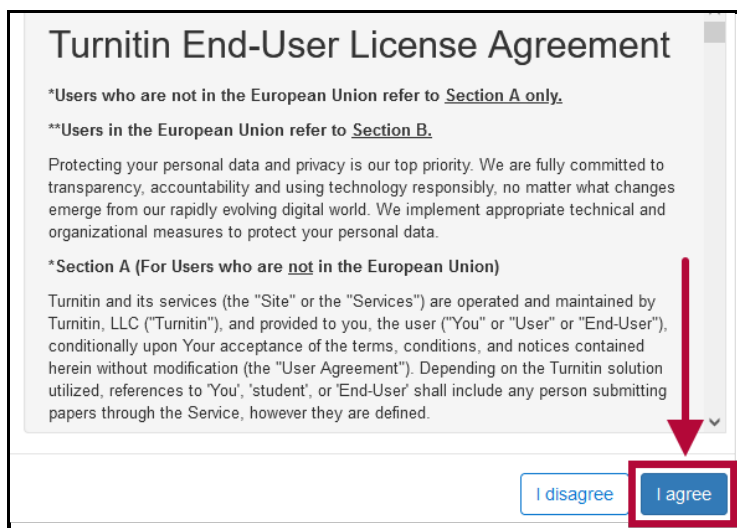 Turnitin End-User License Agreement
*Users who are not in the European Union refer to Section A only.
**Users in the European Union refer to Section B.
Protecting your personal data and privacy is our top priority. We are fully committed to
transparency, accountability and using technology responsibly, no matter what changes
emerge from our rapidly evolving digital world. We implement appropriate technical and
organizational measures to protect your personal data.
*Section A (For Users who are not in the European Union)
Turnitin and its services (the "Site" or the "Services") are operated and maintained by
Turnitin, LLC ("Turnitin"), and provided to you, the user ("You" or "User" or "End-User"),
conditionally upon Your acceptance of the terms, conditions, and notices contained
herein without modification (the "User Agreement"). Depending on the Turnitin solution
utilized, references to 'You', 'student', or 'End-User' shall include any person submitting
papers through the Service, however they are defined.
I disagree
I agree